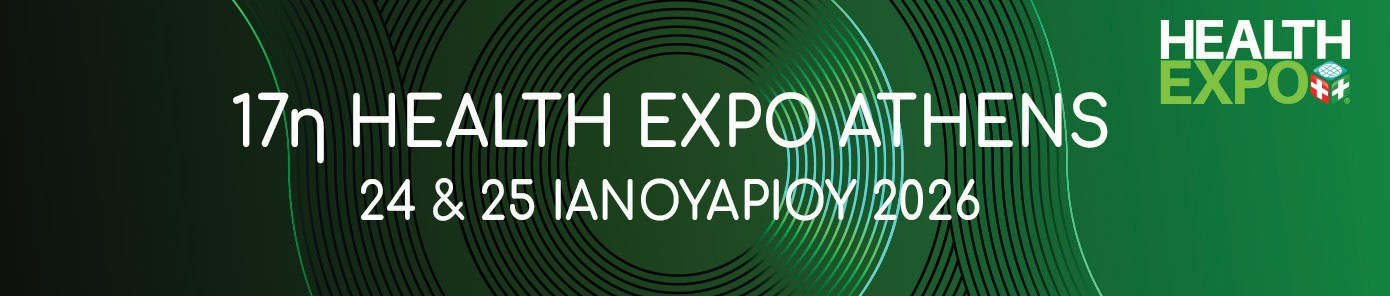 17η HEALTH EXPO ATHENS
24 & 25 ΙΑΝΟΥΑΡΙΟΥ 2026
HEALTH
EXPO